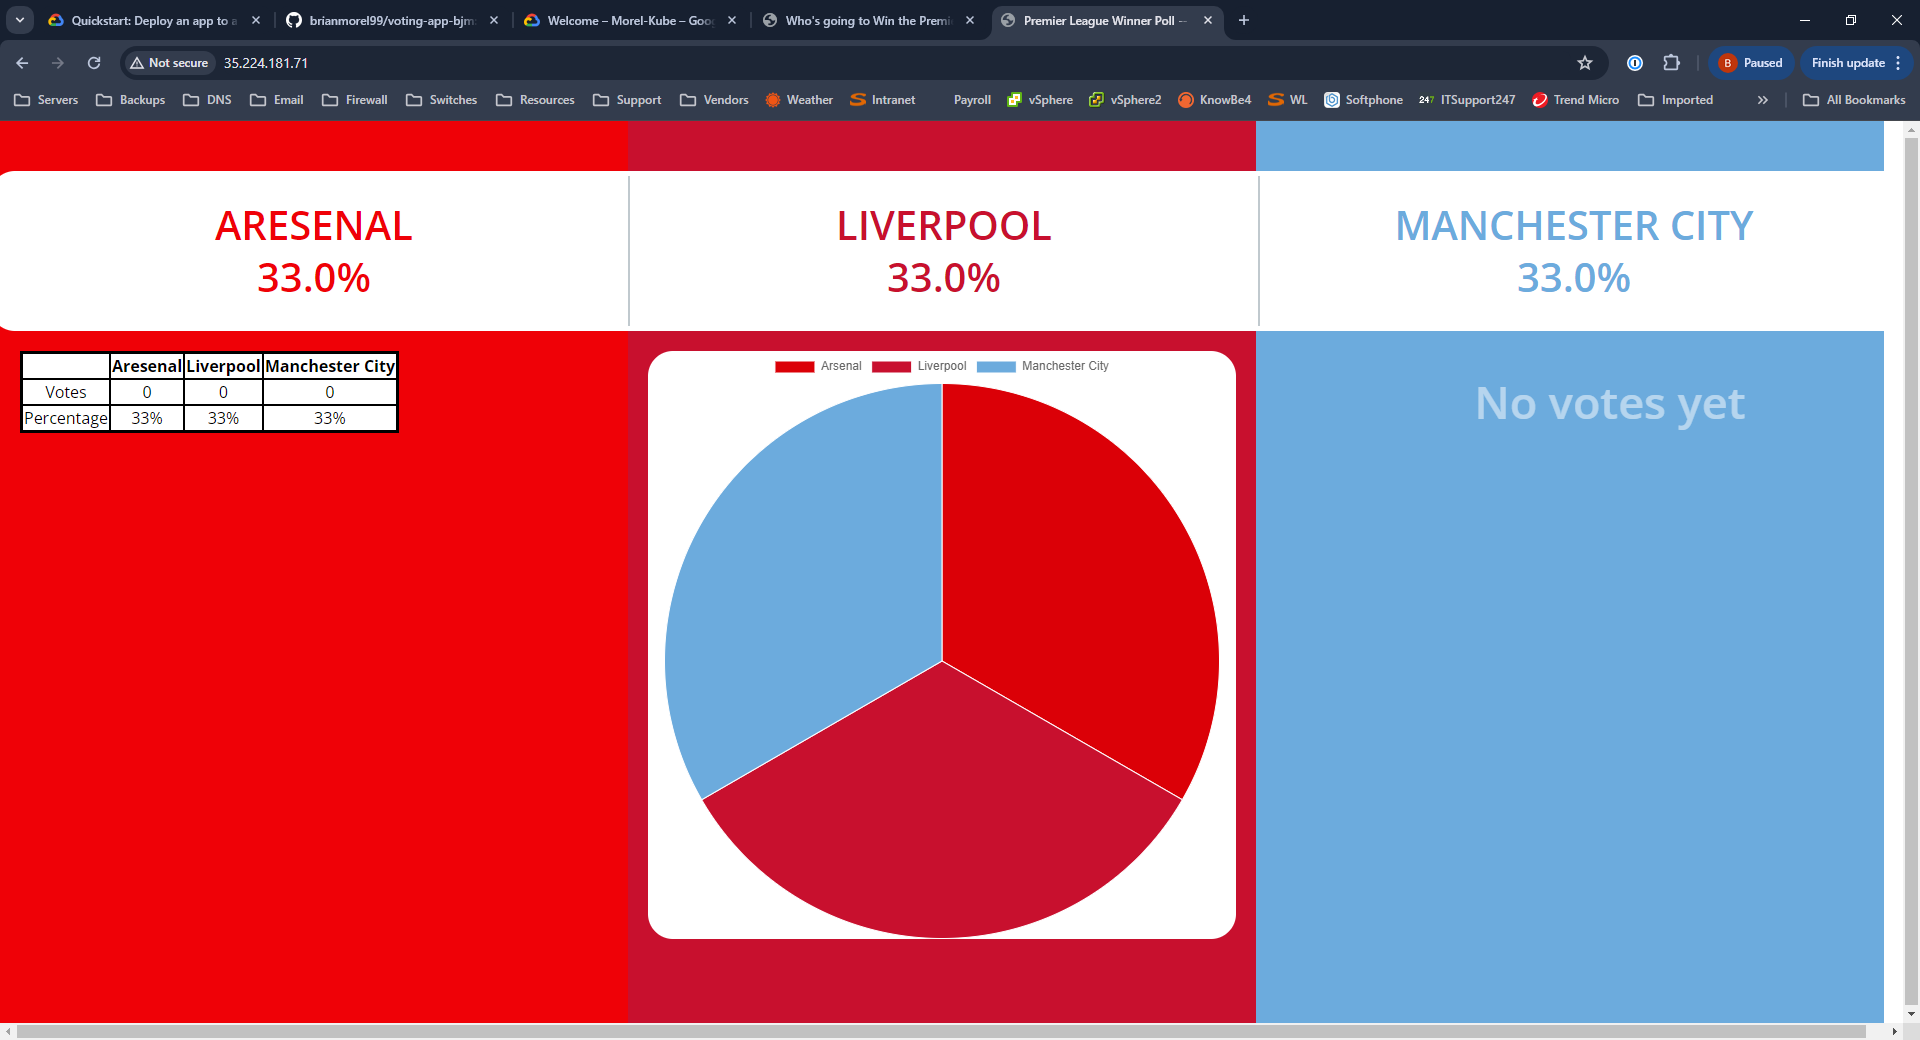 Quickstart: Deploy an app to a
brianmorel99/voting-app-bjm
Welcome – Morel-Kube – Goo
Who's going to Win the Premi
Premier League Winner Poll --
Not secure
35.224.181.71
Paused
Finish update
Servers
Backups
DNS
Email
Firewall
Switches
Resources
Support
Vendors
Weather
Intranet
Payroll
vSphere
vSphere2
KnowBe4
WL
Softphone
247 ITSupport247
Trend Micro
Imported
All Bookmarks
ARESENAL
33.0%
LIVERPOOL
33.0%
MANCHESTER CITY
33.0%
Aresenal Liverpool Manchester City
Votes 0 0 0
Percentage 33% 33% 33%
Arsenal Liverpool Manchester City
No votes yet